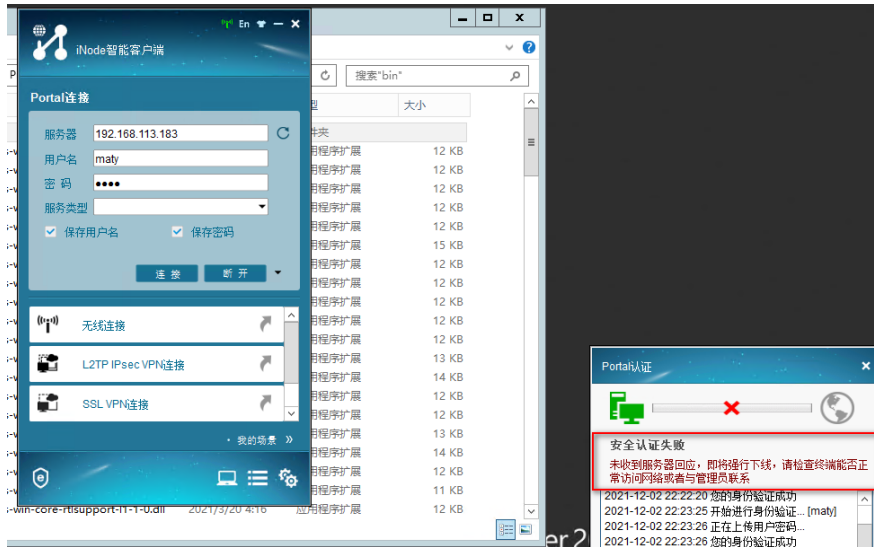 En
iNode智能客户端
搜索"bin"
Portal连接
型
大小
服务器 192.168.113.183
用户名 maty
密 码 ●●●●
服务类型
保存用户名 保存密码
连 接 断 开
件夹
用程序扩展 12 KB
用程序扩展 12 KB
用程序扩展 12 KB
用程序扩展 12 KB
用程序扩展 12 KB
用程序扩展 15 KB
用程序扩展 12 KB
用程序扩展 12 KB
用程序扩展 12 KB
用程序扩展 12 KB
用程序扩展 12 KB
用程序扩展 13 KB
用程序扩展 14 KB
用程序扩展 12 KB
用程序扩展 12 KB
用程序扩展 13 KB
用程序扩展 14 KB
用程序扩展 12 KB
用程序扩展 11 KB
无线连接
L2TP IPsec VPN连接
SSL VPN连接
· 我的场景 »
s-win-core-rtlsupport-l1-1-0.dll 2021/3/20 4:16 应用程序扩展 12 KB
er 2
Portal认证
安全认证失败
未收到服务器回应，即将强行下线，请检查终端能否正
常访问网络或者与管理员联系
2021-12-02 22:22:20 您的身份验证成功
2021-12-02 22:23:25 开始进行身份验证... [maty]
2021-12-02 22:23:26 正在上传用户密码...
2021-12-02 22:23:26 您的身份验证成功